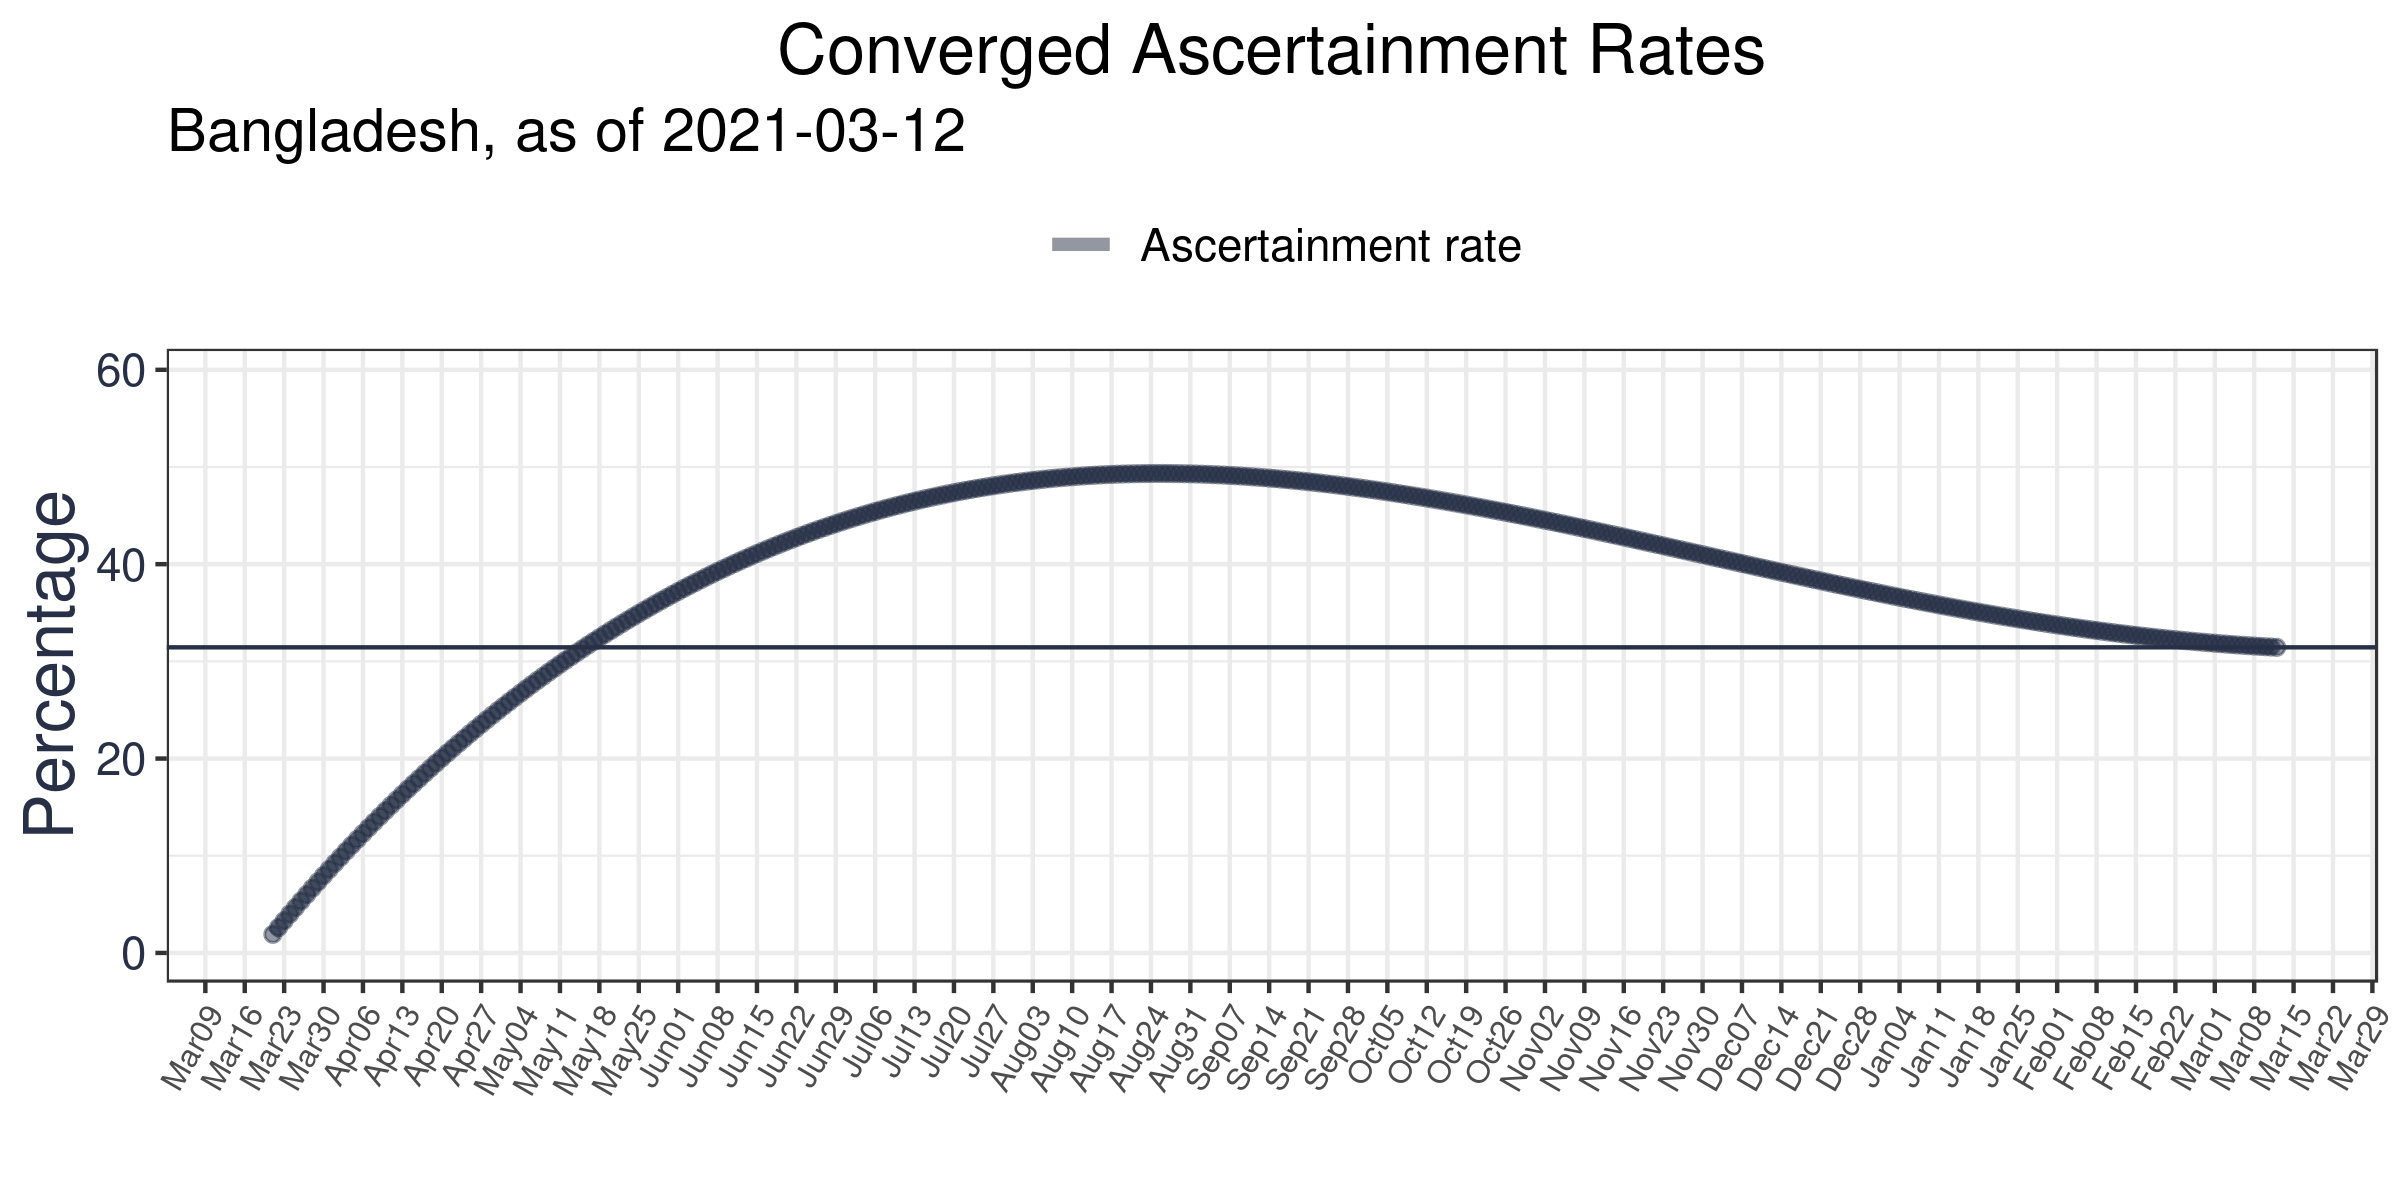 Converged Ascertainment Rates
Bangladesh, as of 2021-03-12
Ascertainment rate
Percentage
60
40
20
0
Mar09
Mar16
Mar23
Mar30
Apr06
Apr13
Apr20
Apr27
May04
May11
May18
May25
Jun01
Jun08
Jun15
Jun22
Jun29
Jul06
Jul13
Jul20
Jul27
Aug03
Aug10
Aug17
Aug24
Aug31
Sep07
Sep14
Sep21
Sep28
Oct05
Oct12
Oct19
Oct26
Nov02
Nov09
Nov16
Nov23
Nov30
Dec07
Dec14
Dec21
Dec28
Jan04
Jan11
Jan18
Jan25
Feb01
Feb08
Feb15
Feb22
Mar01
Mar08
Mar15
Mar22
Mar29